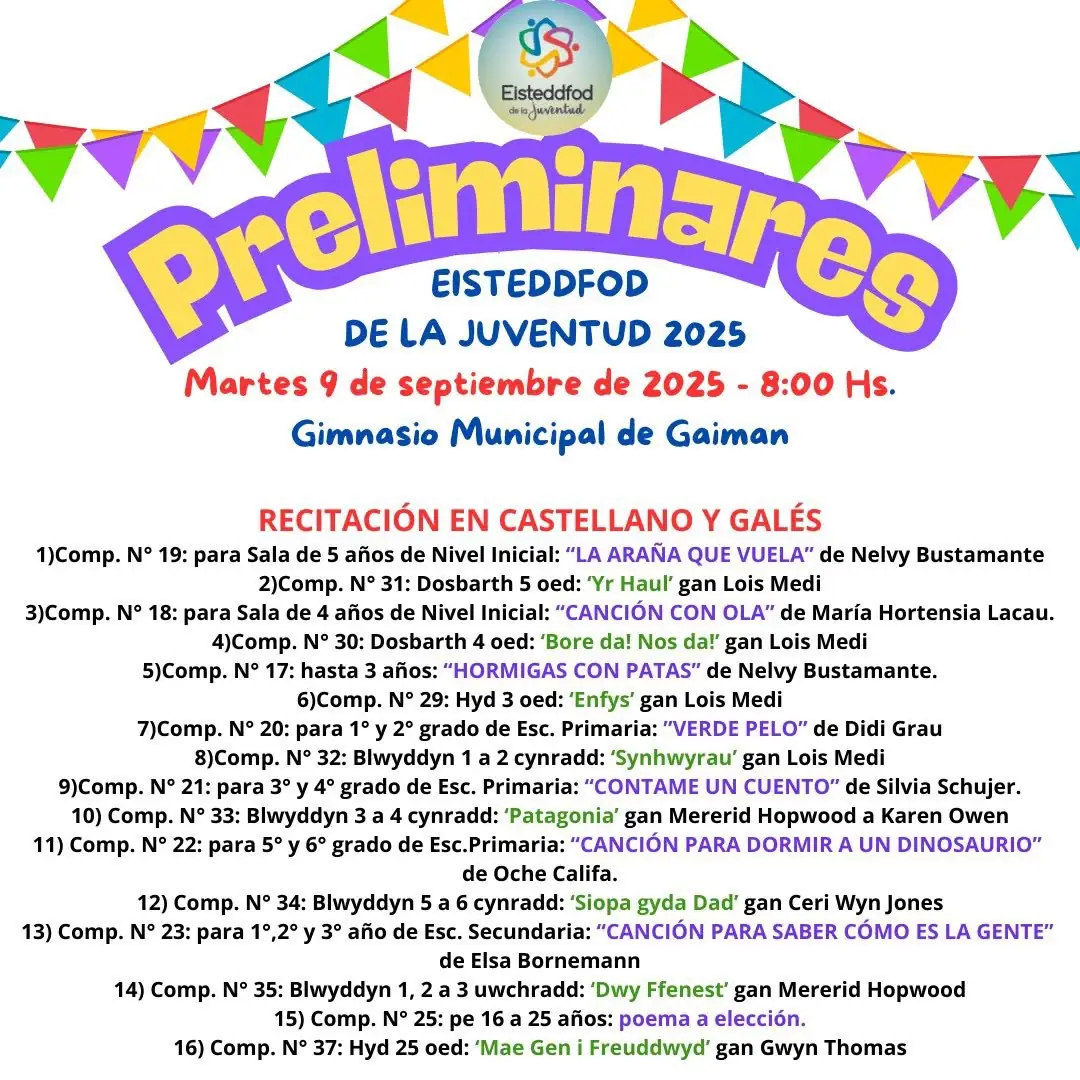 Eisteddfod
de la Juventud
Preliminares
EISTEDDFOD
DE LA JUVENTUD 2025
Martes 9 de septiembre de 2025 - 8:00 Hs.
Gimnasio Municipal de Gaiman
RECITACIÓN EN CASTELLANO Y GALÉS
1)Comp. N° 19: para Sala de 5 años de Nivel Inicial: “LA ARAÑA QUE VUELA” de Nelvy Bustamante
2)Comp. N° 31: Dosbarth 5 oed: ‘Yr Haul’ gan Lois Medi
3)Comp. N° 18: para Sala de 4 años de Nivel Inicial: “CANCIÓN CON OLA” de María Hortensia Lacau.
4)Comp. N° 30: Dosbarth 4 oed: ‘Bore da! Nos da!’ gan Lois Medi
5)Comp. N° 17: hasta 3 años: “HORMIGAS CON PATAS” de Nelvy Bustamante.
6)Comp. N° 29: Hyd 3 oed: ‘Enfys’ gan Lois Medi
7)Comp. N° 20: para 1° y 2° grado de Esc. Primaria: ”VERDE PELO” de Didi Grau
8)Comp. N° 32: Blwyddyn 1 a 2 cynradd: ‘Synhwyrau’ gan Lois Medi
9)Comp. N° 21: para 3° y 4° grado de Esc. Primaria: “CONTAME UN CUENTO” de Silvia Schujer.
10) Comp. N° 33: Blwyddyn 3 a 4 cynradd: ‘Patagonia’ gan Mererid Hopwood a Karen Owen
11) Comp. N° 22: para 5° y 6° grado de Esc.Primaria: “CANCIÓN PARA DORMIR A UN DINOSAURIO”
de Oche Califa.
12) Comp. N° 34: Blwyddyn 5 a 6 cynradd: ‘Siopa gyda Dad’ gan Ceri Wyn Jones
13) Comp. N° 23: para 1°,2° y 3° año de Esc. Secundaria: “CANCIÓN PARA SABER CÓMO ES LA GENTE”
de Elsa Bornemann
14) Comp. N° 35: Blwyddyn 1, 2 a 3 uwchradd: ‘Dwy Ffenest’ gan Mererid Hopwood
15) Comp. N° 25: pe 16 a 25 años: poema a elección.
16) Comp. N° 37: Hyd 25 oed: ‘Mae Gen i Freuddwyd’ gan Gwyn Thomas